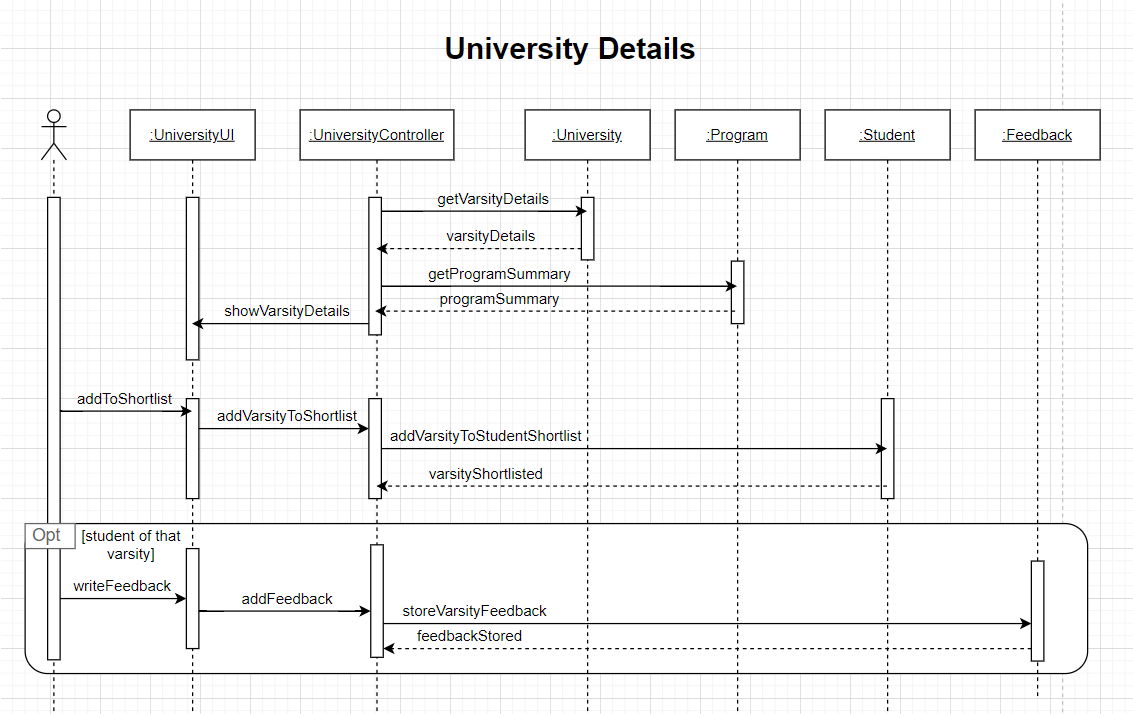 University Details
:UniversityUI
:UniversityController
:University
:Program
:Student
:Feedback
getVarsityDetails
varsityDetails
getProgramSummary
programSummary
showVarsityDetails
addToShortlist
addVarsityToShortlist
addVarsityToStudentShortlist
varsityShortlisted
Opt
[student of that
varsity]
writeFeedback
addFeedback
storeVarsityFeedback
feedbackStored